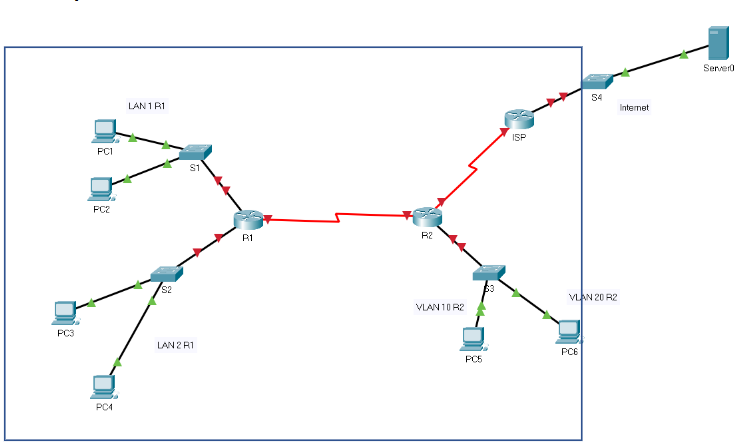 Server0
S4
Internet
ISP
LAN 1 R1
PC1
S1
PC2
R1
R2
S2
S3
VLAN 10 R2
VLAN 20 R2
PC3
LAN 2 R1
PC5
PC6
PC4